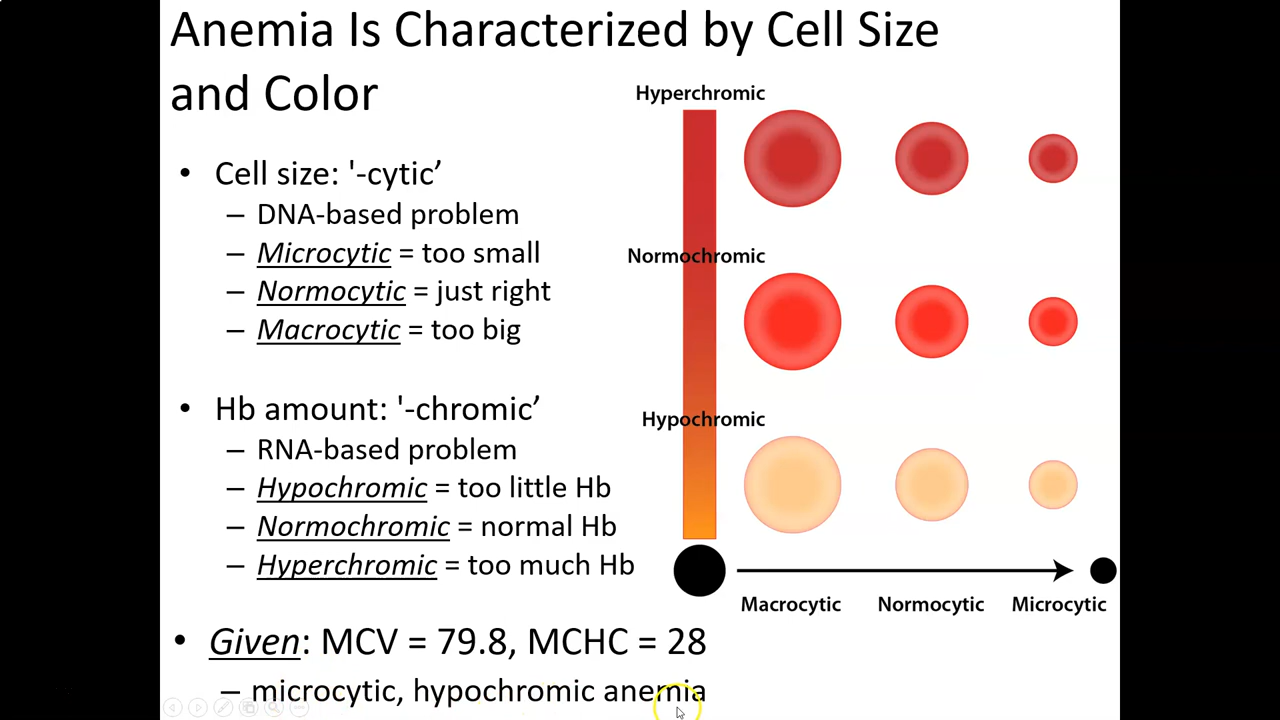 Anemia Is Characterized by Cell Size
and Color
• Cell size: '-cytic’
– DNA-based problem
– Microcytic = too small
– Normocytic = just right
– Macrocytic = too big
• Hb amount: '-chromic’
– RNA-based problem
– Hypochromic = too little Hb
– Normochromic = normal Hb
– Hyperchromic = too much Hb
• Given: MCV = 79.8, MCHC = 28
– microcytic, hypochromic anemia
Hyperchromic
Normochromic
Hypochromic
Macrocytic Normocytic Microcytic